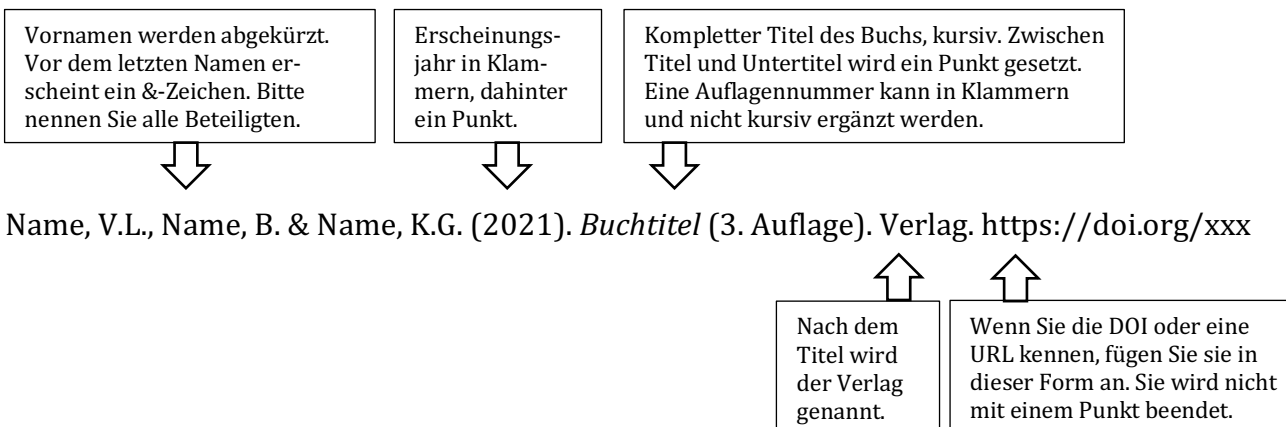 Vornamen werden abgekürzt.
Vor dem letzten Namen er-
scheint ein &-Zeichen. Bitte
nennen Sie alle Beteiligten.
Erscheinungs-
jahr in Klam-
mern, dahinter
ein Punkt.
Kompletter Titel des Buchs, kursiv. Zwischen
Titel und Untertitel wird ein Punkt gesetzt.
Eine Auflagennummer kann in Klammern
und nicht kursiv ergänzt werden.
Name, V.L., Name, B. & Name, K.G. (2021). Buchtitel (3. Auflage). Verlag. https://doi.org/xxx
Nach dem
Titel wird
der Verlag
genannt.
Wenn Sie die DOI oder eine
URL kennen, fügen Sie sie in
dieser Form an. Sie wird nicht
mit einem Punkt beendet.